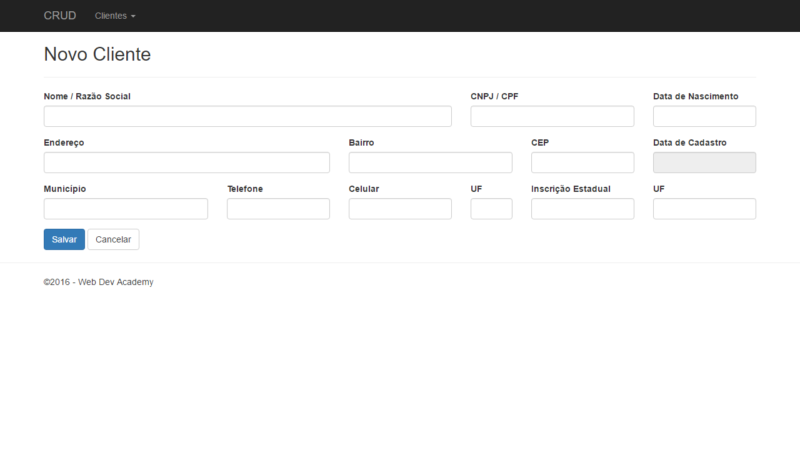 CRUD Clientes
Novo Cliente
Nome / Razão Social CNPJ / CPF Data de Nascimento
Endereço Bairro CEP Data de Cadastro
Municipio Telefone Celular UF Inscrição Estadual UF
Salvar Cancelar
©2016 - Web Dev Academy